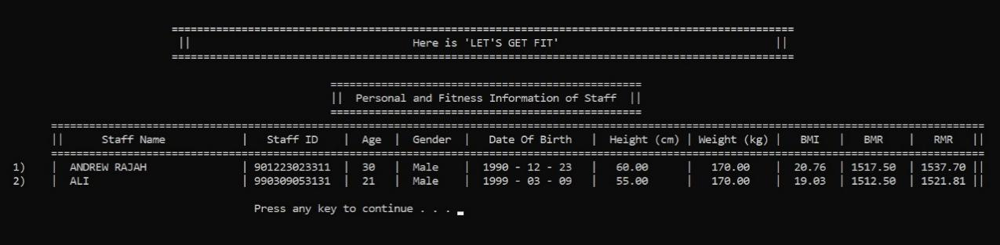 ==================================================================================================
|| Here is 'LET'S GET FIT' ||
==================================================================================================
=================================================
|| Personal and Fitness Information of Staff ||
=================================================
===================================================================================================================================================
|| Staff Name | Staff ID | Age | Gender | Date Of Birth | Height (cm) | Weight (kg) | BMI | BMR | RMR ||
===================================================================================================================================================
1) | ANDREW RAJAH | 901223023311 | 30 | Male | 1990 - 12 - 23 | 60.00 | 170.00 | 20.76 | 1517.50 | 1537.70 ||
2) | ALI | 990309053131 | 21 | Male | 1999 - 03 - 09 | 55.00 | 170.00 | 19.03 | 1512.50 | 1521.81 ||
Press any key to continue . . .